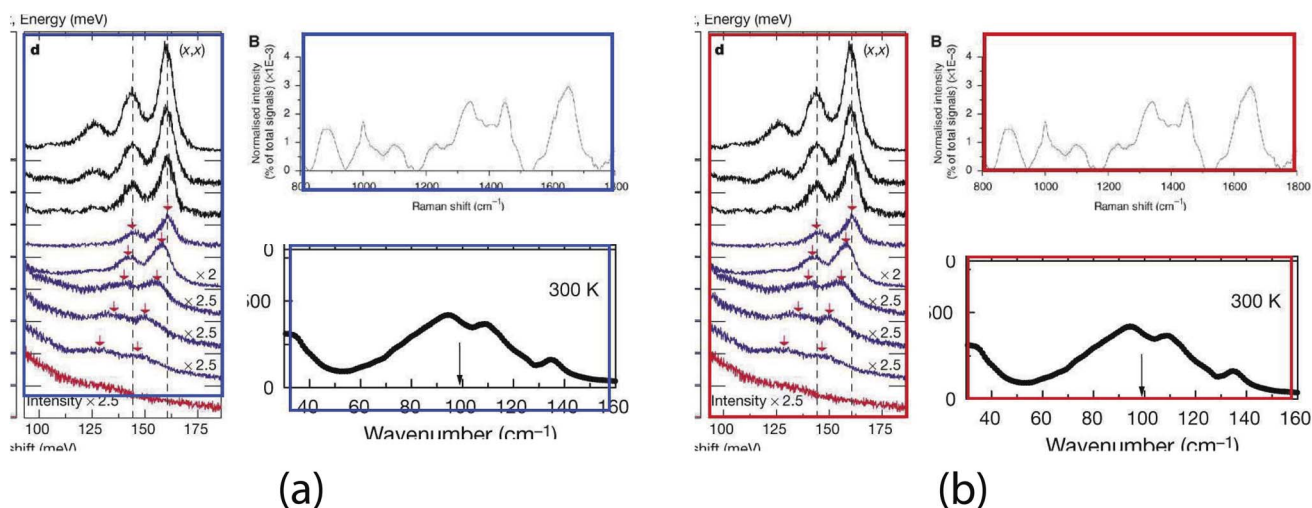 , Energy (meV)
d
(x,x)
×2
×2.5
×2.5
×2.5
Intensity ×2.5
100 125 150 175
shift (meV)
B
Normalised intensity
(% of total signals) (×1E–3)
4
3
2
1
0
800 1000 1200 1400 1600 1800
Raman shift (cm–1)
0
500
0
300 K
40 60 80 100 120 140 160
Wavenumber (cm–1)
(a)
, Energy (meV)
d
(x,x)
×2
×2.5
×2.5
×2.5
Intensity ×2.5
100 125 150 175
shift (meV)
B
Normalised intensity
(% of total signals) (×1E–3)
4
3
2
1
0
800 1000 1200 1400 1600 1800
Raman shift (cm–1)
0
500
0
300 K
40 60 80 100 120 140 160
Wavenumber (cm–1)
(b)